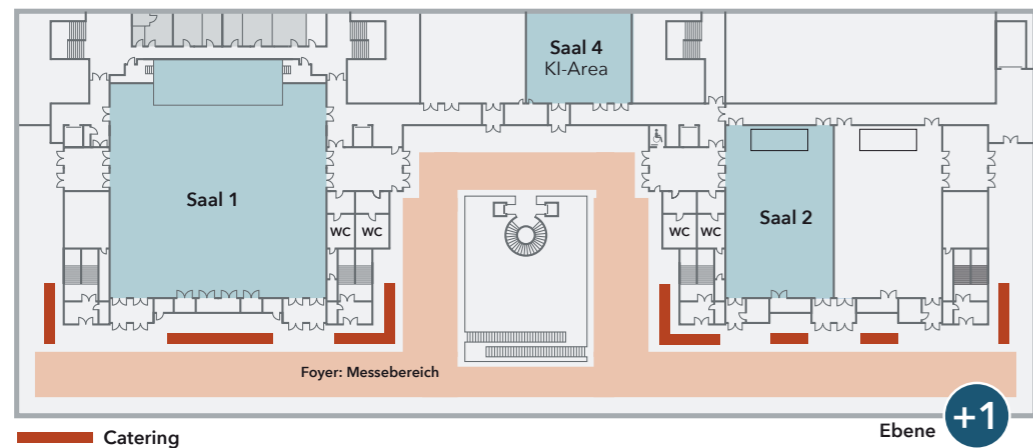 Saal 4
KI-Area
Saal 1
WC WC
WC WC
Saal 2
Foyer: Messebereich
Catering
Ebene +1